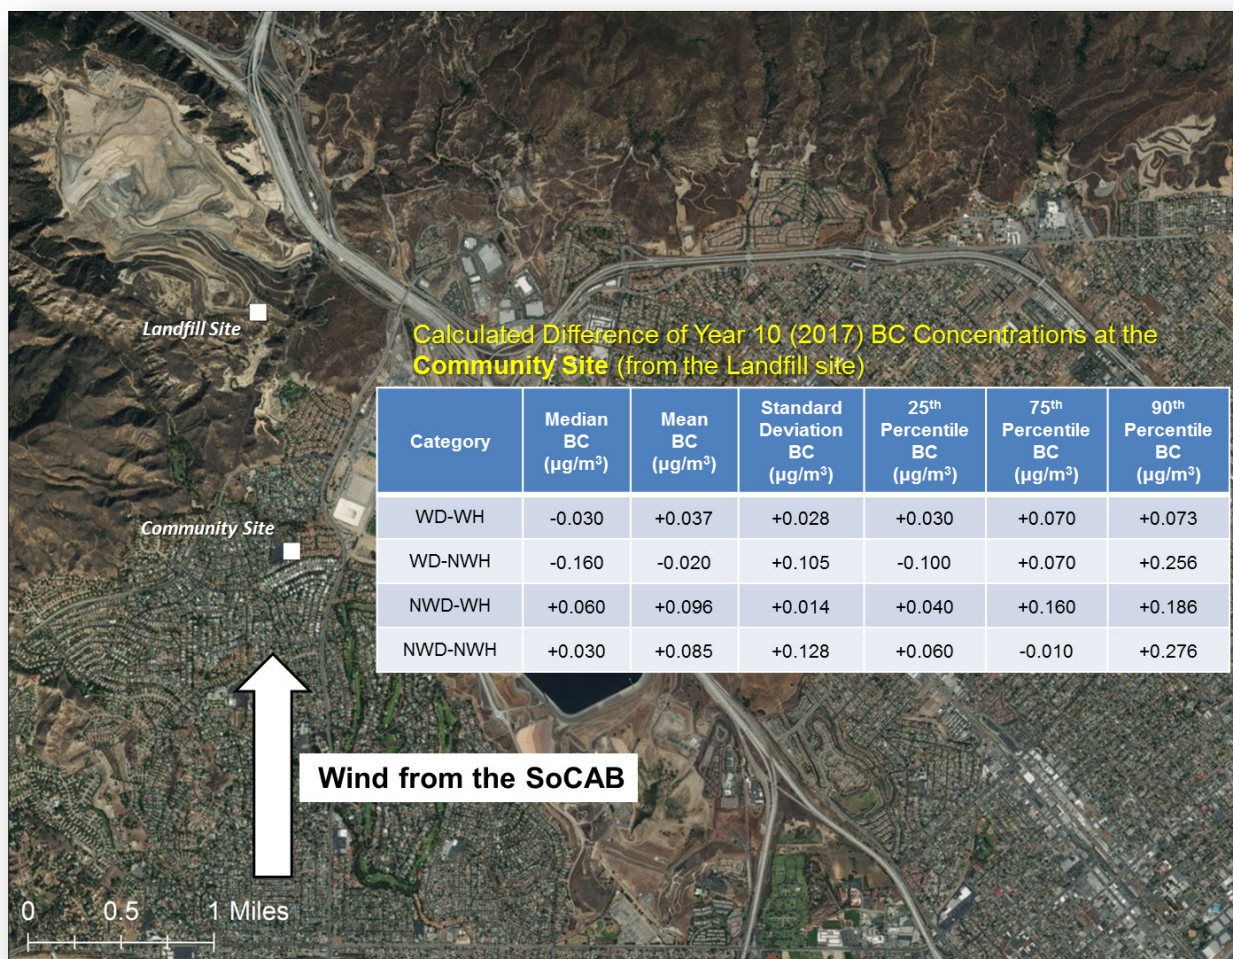 Landfill Site
Calculated Difference of Year 10 (2017) BC Concentrations at the
Community Site (from the Landfill site)
Category
Median
BC
(µg/m³)
Mean
BC
(µg/m³)
Standard
Deviation
BC
(µg/m³)
25th
Percentile
BC
(µg/m³)
75th
Percentile
BC
(µg/m³)
90th
Percentile
BC
(µg/m³)
WD-WH -0.030 +0.037 +0.028 +0.030 +0.070 +0.073
WD-NWH -0.160 -0.020 +0.105 -0.100 +0.070 +0.256
NWD-WH +0.060 +0.096 +0.014 +0.040 +0.160 +0.186
NWD-NWH +0.030 +0.085 +0.128 +0.060 -0.010 +0.276
Community Site
Wind from the SoCAB
0 0.5 1 Miles